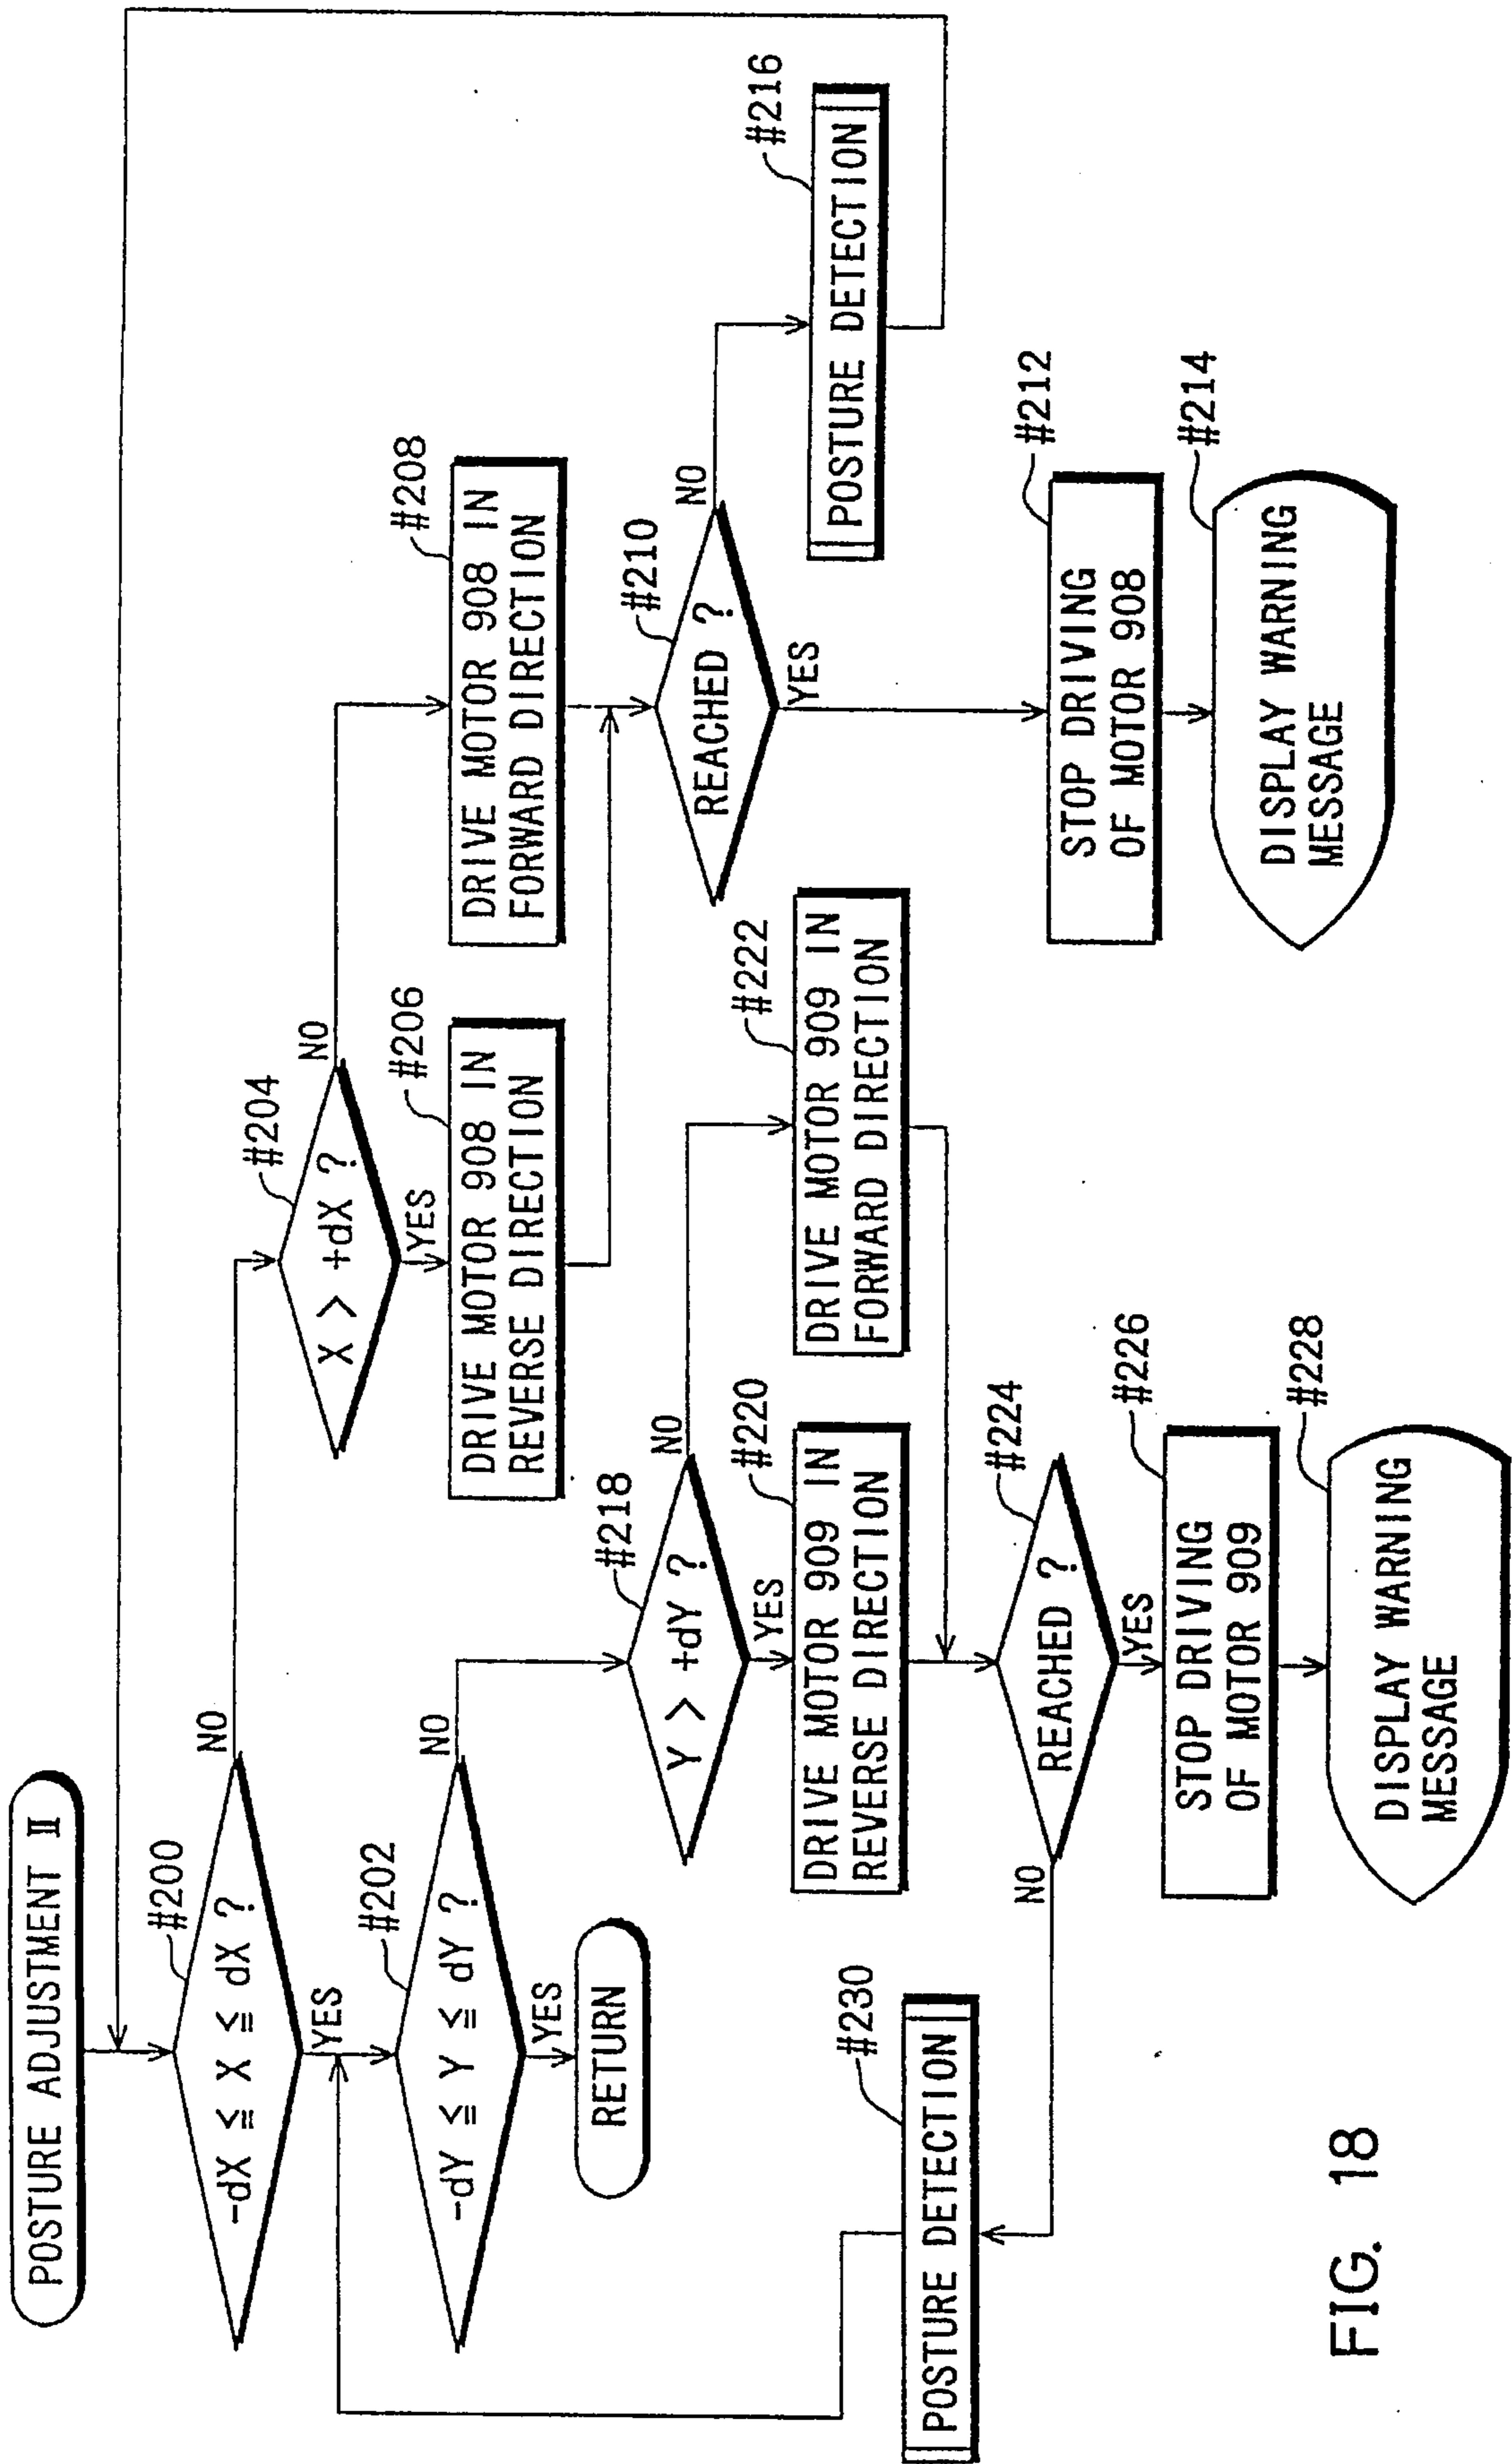 POSTURE ADJUSTMENT II
#200
-dX ≦ X ≦ dX ?
NO
YES
#202
-dY ≦ Y ≦ dY ?
NO
YES
RETURN
#204
X > +dX ?
NO
YES
#206
DRIVE MOTOR 908 IN
REVERSE DIRECTION
#208
DRIVE MOTOR 908 IN
FORWARD DIRECTION
#210
REACHED ?
NO
YES
#216
POSTURE DETECTION
#212
STOP DRIVING
OF MOTOR 908
#214
DISPLAY WARNING
MESSAGE
#218
Y > +dY ?
NO
YES
#220
DRIVE MOTOR 909 IN
REVERSE DIRECTION
#222
DRIVE MOTOR 909 IN
FORWARD DIRECTION
#224
REACHED ?
NO
YES
#230
POSTURE DETECTION
#226
STOP DRIVING
OF MOTOR 909
#228
DISPLAY WARNING
MESSAGE
FIG. 18